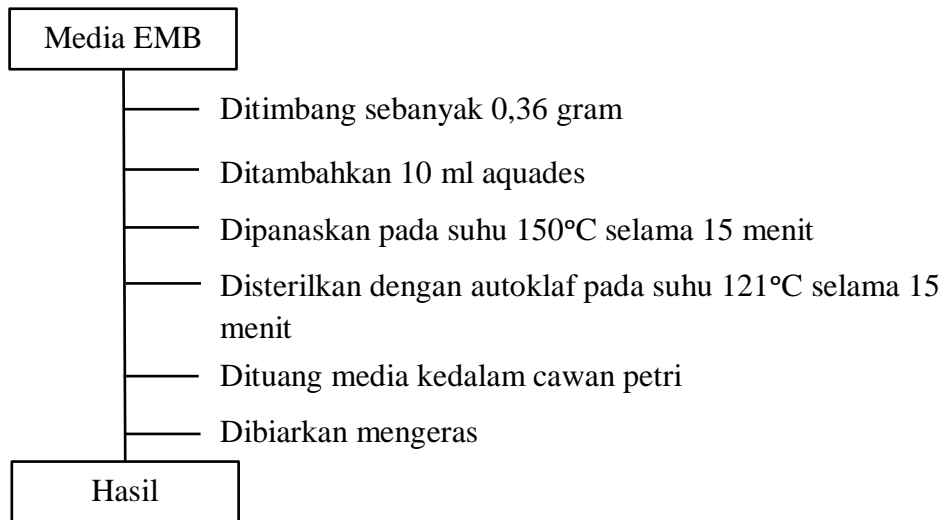 Media EMB
Ditimbang sebanyak 0,36 gram
Ditambahkan 10 ml aquades
Dipanaskan pada suhu 150°C selama 15 menit
Disterilkan dengan autoklaf pada suhu 121°C selama 15
menit
Dituang media kedalam cawan petri
Dibiarkan mengeras
Hasil